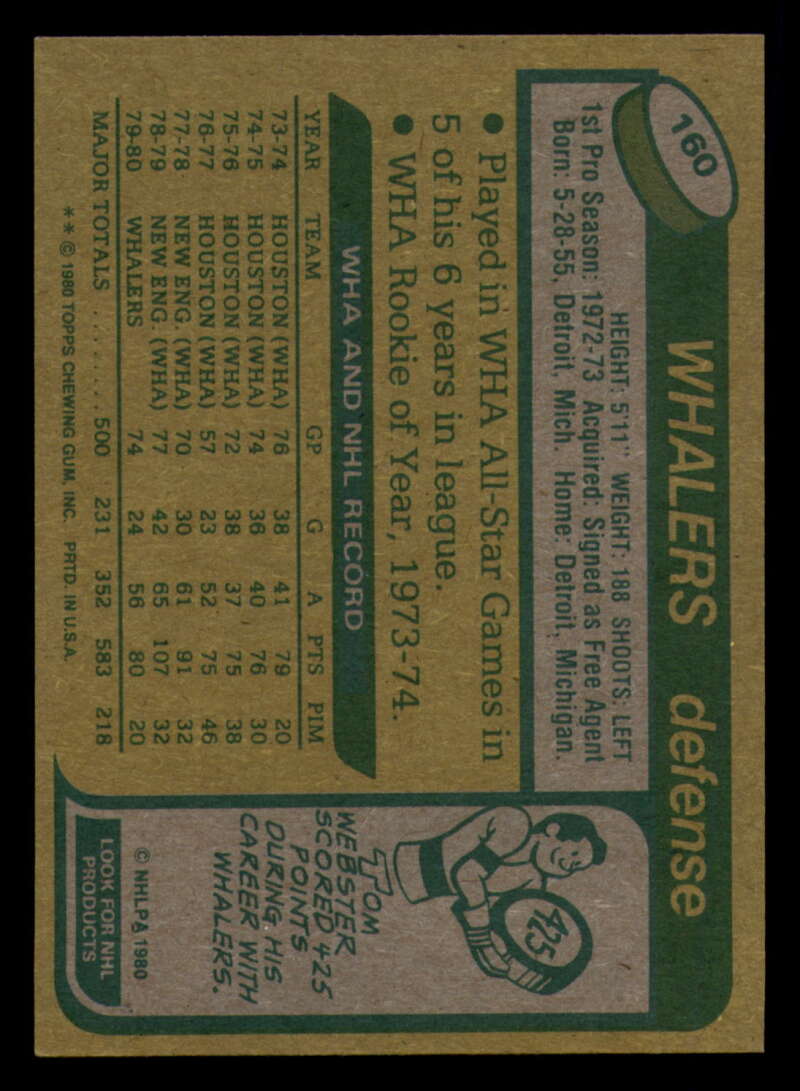 160
WHALERS defense
HEIGHT: 5'11" WEIGHT: 188 SHOOTS: LEFT
1st Pro Season: 1972-73 Acquired: Signed as Free Agent
Born: 5-28-55, Detroit, Mich. Home: Detroit, Michigan.
● Played in WHA All-Star Games in
5 of his 6 years in league.
● WHA Rookie of Year, 1973-74.
WHA AND NHL RECORD
YEAR TEAM GP G A PTS PIM
73-74 HOUSTON (WHA) 76 38 41 79 20
74-75 HOUSTON (WHA) 74 36 40 76 30
75-76 HOUSTON (WHA) 72 38 37 75 38
76-77 HOUSTON (WHA) 57 23 52 75 46
77-78 NEW ENG. (WHA) 70 30 61 91 32
78-79 NEW ENG. (WHA) 77 42 65 107 32
79-80 WHALERS 74 24 56 80 20
MAJOR TOTALS ........ 500 231 352 583 218
** © 1980 TOPPS CHEWING GUM, INC. PRTD. IN U.S.A.
425
TOM
WEBSTER
SCORED 425
POINTS
DURING HIS
CAREER WITH
WHALERS.
© NHLPA 1980
LOOK FOR NHL
PRODUCTS